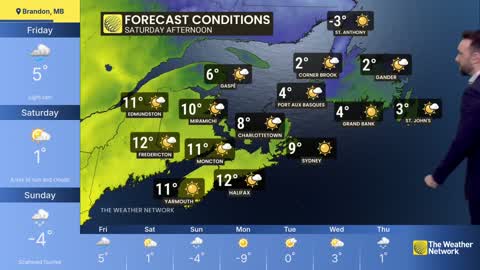 Brandon, MB
Friday
5°
Light rain
Saturday
1°
A mix of sun and clouds
Sunday
-4°
Scattered flurries
FORECAST CONDITIONS
SATURDAY AFTERNOON
-3°
ST. ANTHONY
2°
CORNER BROOK
2°
GANDER
6°
GASPÉ
4°
PORT AUX BASQUES
11°
EDMUNDSTON
10°
MIRAMICHI
4°
GRAND BANK
3°
ST. JOHN'S
8°
CHARLOTTETOWN
12°
FREDERICTON
11°
MONCTON
9°
SYDNEY
11°
YARMOUTH
12°
HALIFAX
THE WEATHER NETWORK
Fri Sat Sun Mon Tue Wed Thu
5° 1° -4° -9° 0° 3° 1°
The Weather
Network